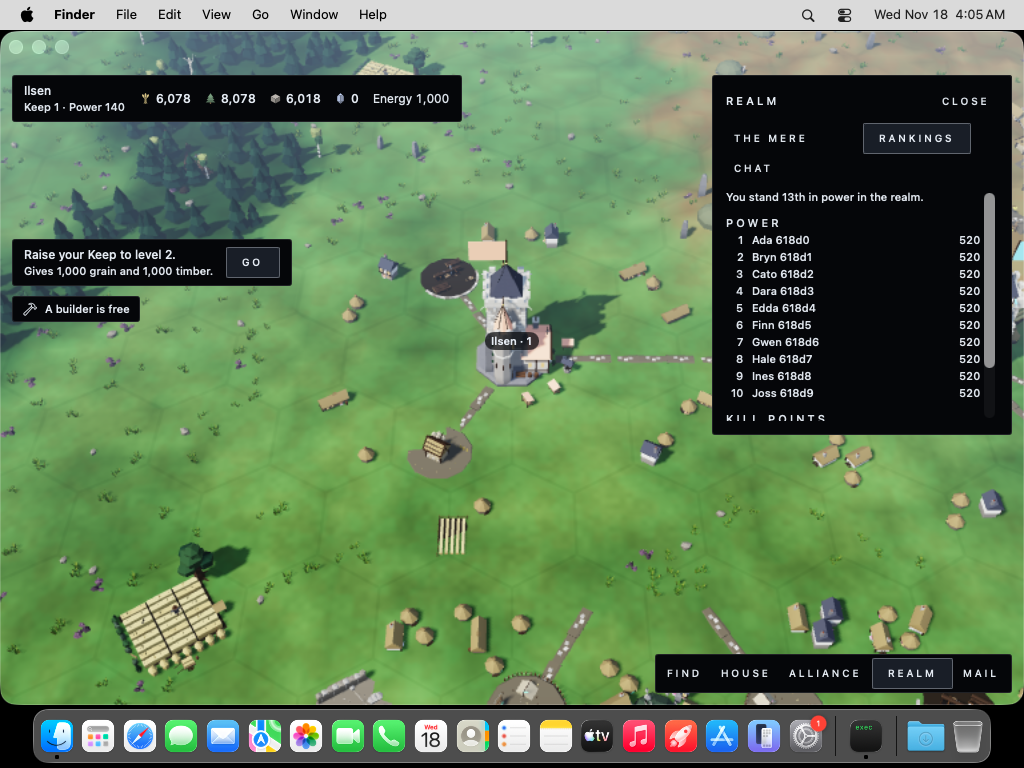 Finder File Edit View Go Window Help Wed Nov 18 4:05 AM
Ilsen
Keep 1 · Power 140
6,078 8,078 6,018 0 Energy 1,000
Raise your Keep to level 2.
Gives 1,000 grain and 1,000 timber.
GO
A builder is free
Ilsen · 1
REALM CLOSE
THE MERE RANKINGS
CHAT
You stand 13th in power in the realm.
POWER
1 Ada 618d0 520
2 Bryn 618d1 520
3 Cato 618d2 520
4 Dara 618d3 520
5 Edda 618d4 520
6 Finn 618d5 520
7 Gwen 618d6 520
8 Hale 618d7 520
9 Ines 618d8 520
10 Joss 618d9 520
KILL POINTS
FIND HOUSE ALLIANCE REALM MAIL
Wed
18
tv
1
exec